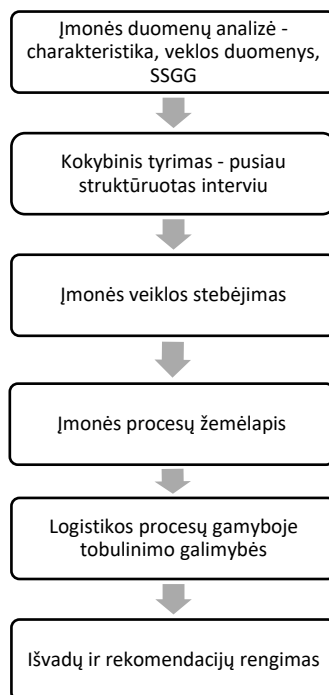 Įmonės duomenų analizė -
charakteristika, veklos duomenys,
SSGG
Kokybinis tyrimas - pusiau
struktūruotas interviu
Įmonės veiklos stebėjimas
Įmonės procesų žemėlapis
Logistikos procesų gamyboje
tobulinimo galimybės
Išvadų ir rekomendacijų rengimas